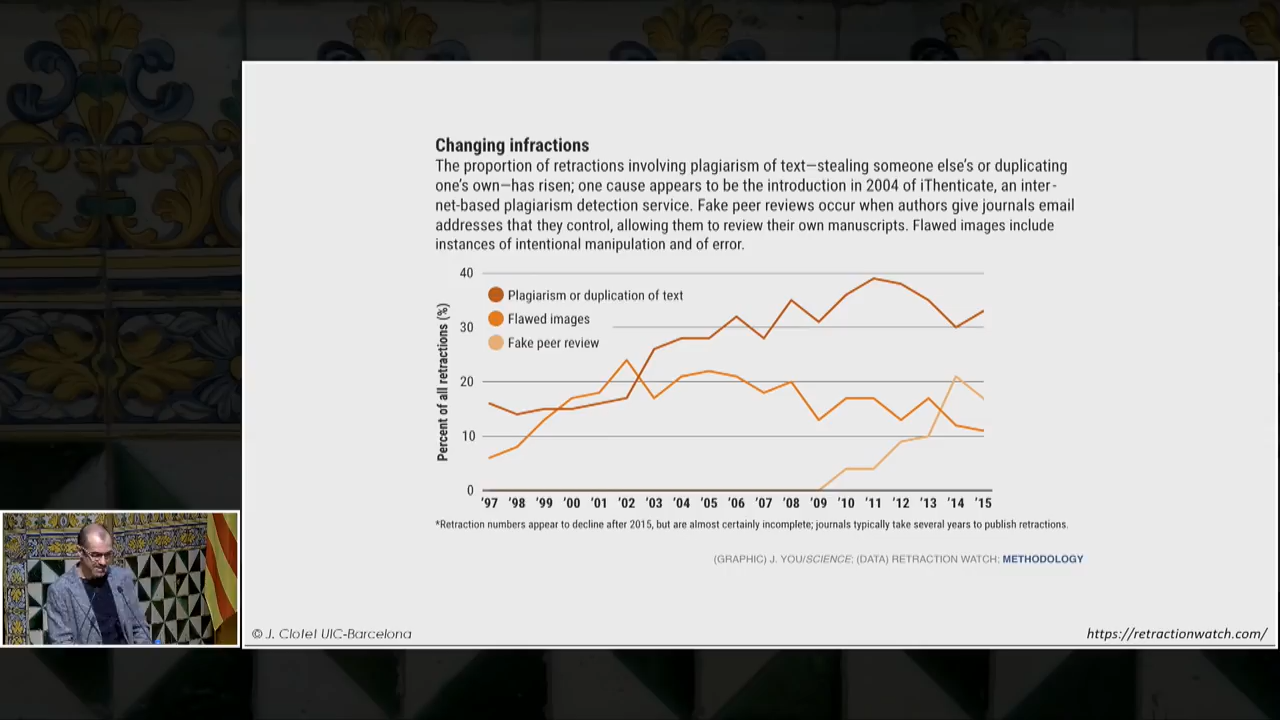 Changing infractions
The proportion of retractions involving plagiarism of text—stealing someone else's or duplicating
one's own—has risen; one cause appears to be the introduction in 2004 of iThenticate, an inter-
net-based plagiarism detection service. Fake peer reviews occur when authors give journals email
addresses that they control, allowing them to review their own manuscripts. Flawed images include
instances of intentional manipulation and of error.
Percent of all retractions (%)
40
30
20
10
0
Plagiarism or duplication of text
Flawed images
Fake peer review
'97 '98 '99 '00 '01 '02 '03 '04 '05 '06 '07 '08 '09 '10 '11 '12 '13 '14 '15
*Retraction numbers appear to decline after 2015, but are almost certainly incomplete; journals typically take several years to publish retractions.
(GRAPHIC) J. YOU/SCIENCE; (DATA) RETRACTION WATCH; METHODOLOGY
© J. Clotet UIC-Barcelona
https://retractionwatch.com/